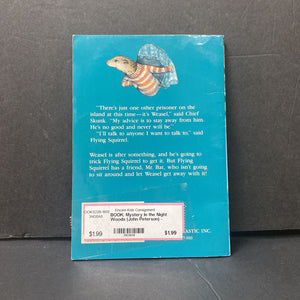 "There's just one other prisoner on the
island at this time—it's Weasel," said Chief
Skunk. "My advice is to stay away from him.
He's no good and never will be."
"I'll talk to anyone I want to talk to," said
Flying Squirrel.
Weasel is after something, and he's going to
trick Flying Squirrel to get it. But Flying
Squirrel has a friend, Mr. Bat, who isn't going
to sit around and let Weasel get away with it!
Encore Kids Consignment
BOOK: Mystery in the Night
Woods (John Peterson) -
$1.99
$1.99